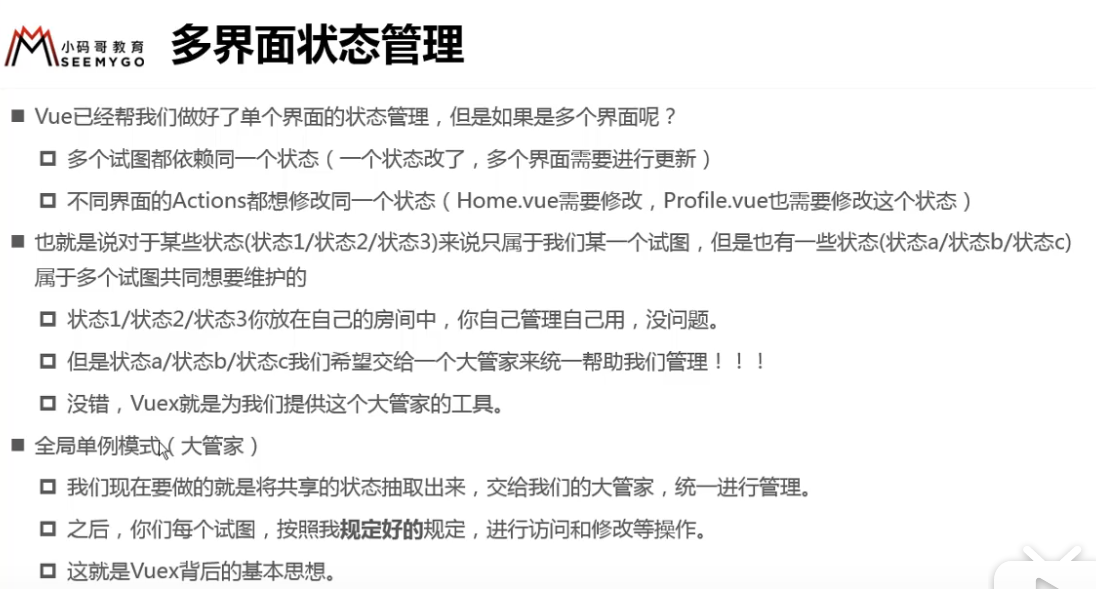 小码哥教育
SEEMYGO
多界面状态管理
Vue已经帮我们做好了单个界面的状态管理，但是如果是多个界面呢？
多个试图都依赖同一个状态（一个状态改了，多个界面需要进行更新）
不同界面的Actions都想修改同一个状态（Home.vue需要修改，Profile.vue也需要修改这个状态）
也就是说对于某些状态(状态1/状态2/状态3)来说只属于我们某一个试图，但是也有一些状态(状态a/状态b/状态c)
属于多个试图共同想要维护的
状态1/状态2/状态3你放在自己的房间中，你自己管理自己用，没问题。
但是状态a/状态b/状态c我们希望交给一个大管家来统一帮助我们管理！！！
没错，Vuex就是为我们提供这个大管家的工具。
全局单例模式（大管家）
我们现在要做的就是将共享的状态抽取出来，交给我们的大管家，统一进行管理。
之后，你们每个试图，按照我规定好的规定，进行访问和修改等操作。
这就是Vuex背后的基本思想。